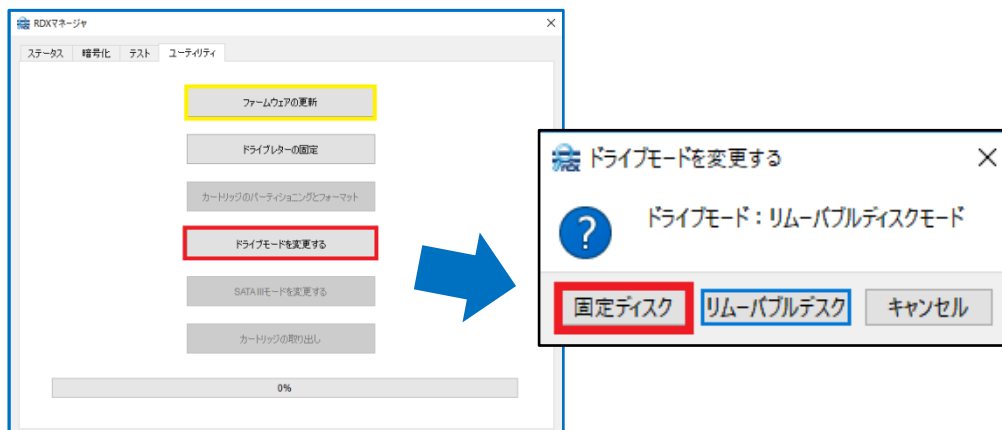 RDXマネージャ
ステータス 暗号化 テスト ユーティリティ
ファームウェアの更新
ドライブレターの固定
カートリッジのパーティショニングとフォーマット
ドライブモードを変更する
SATA IIIモードを変更する
カートリッジの取り出し
0%
ドライブモードを変更する
ドライブモード：リムーバブルディスクモード
固定ディスク リムーバブルデスク キャンセル